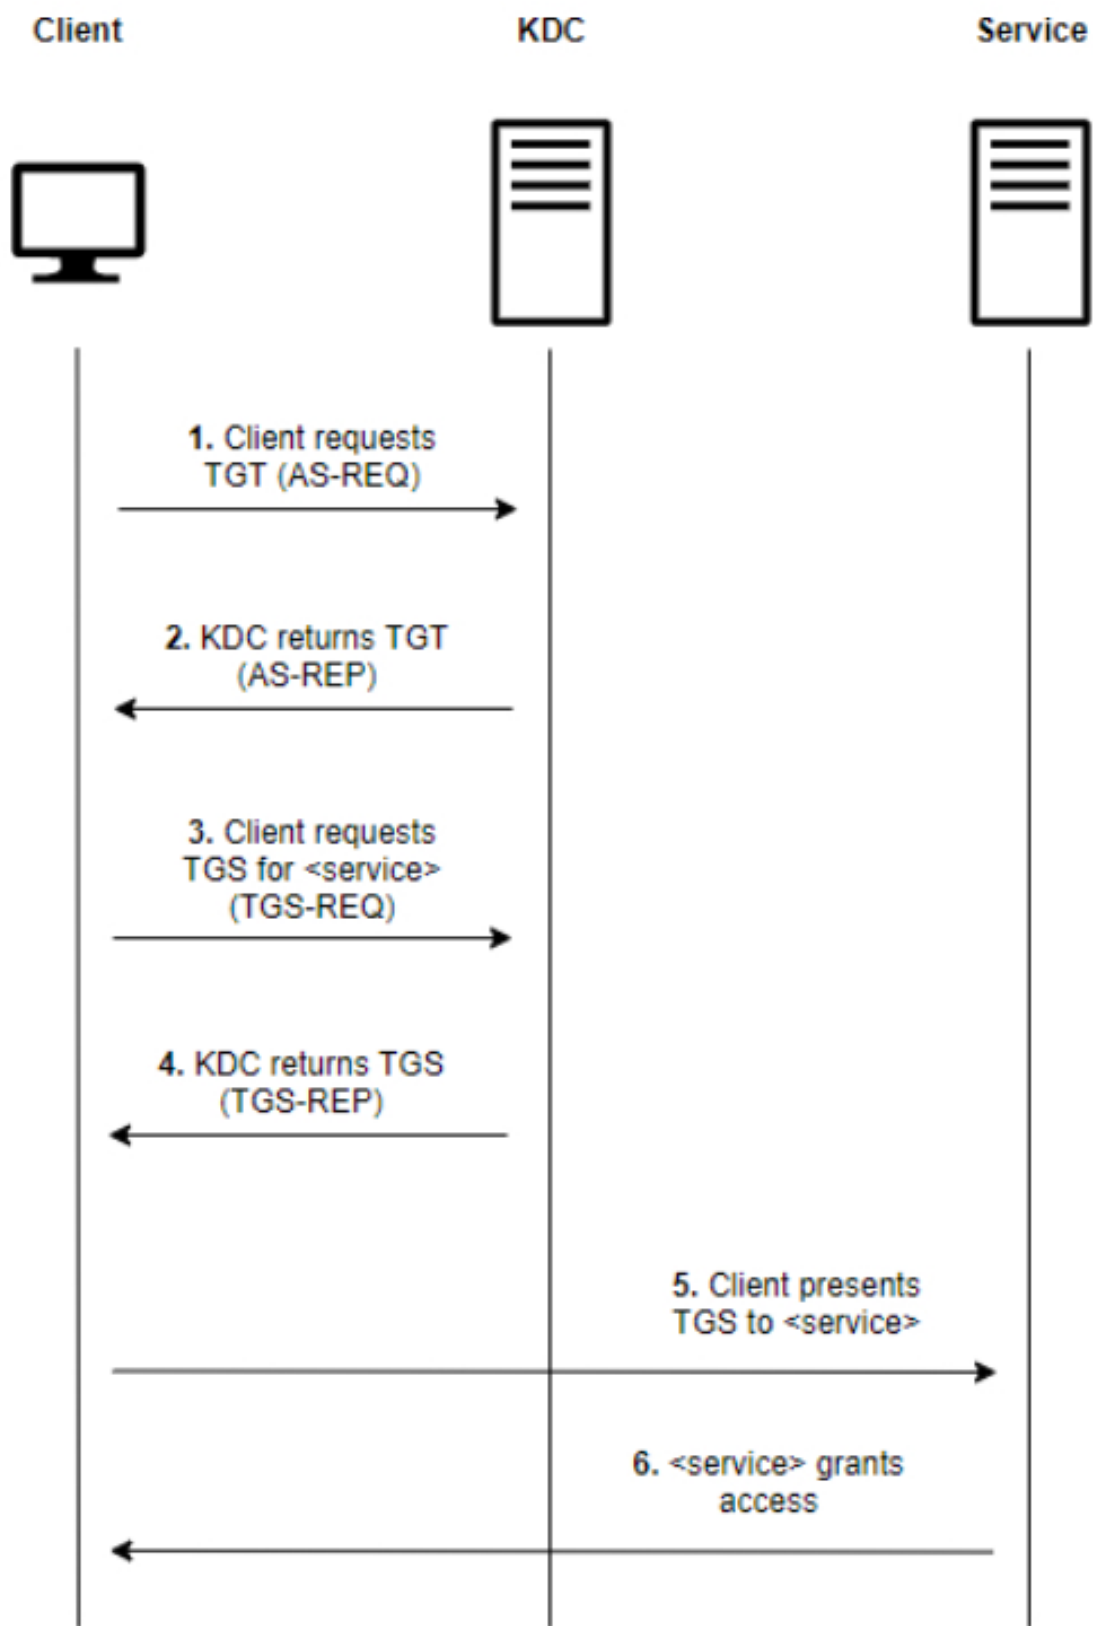 Client
KDC
Service
1. Client requests
TGT (AS-REQ)
2. KDC returns TGT
(AS-REP)
3. Client requests
TGS for <service>
(TGS-REQ)
4. KDC returns TGS
(TGS-REP)
5. Client presents
TGS to <service>
6. <service> grants
access